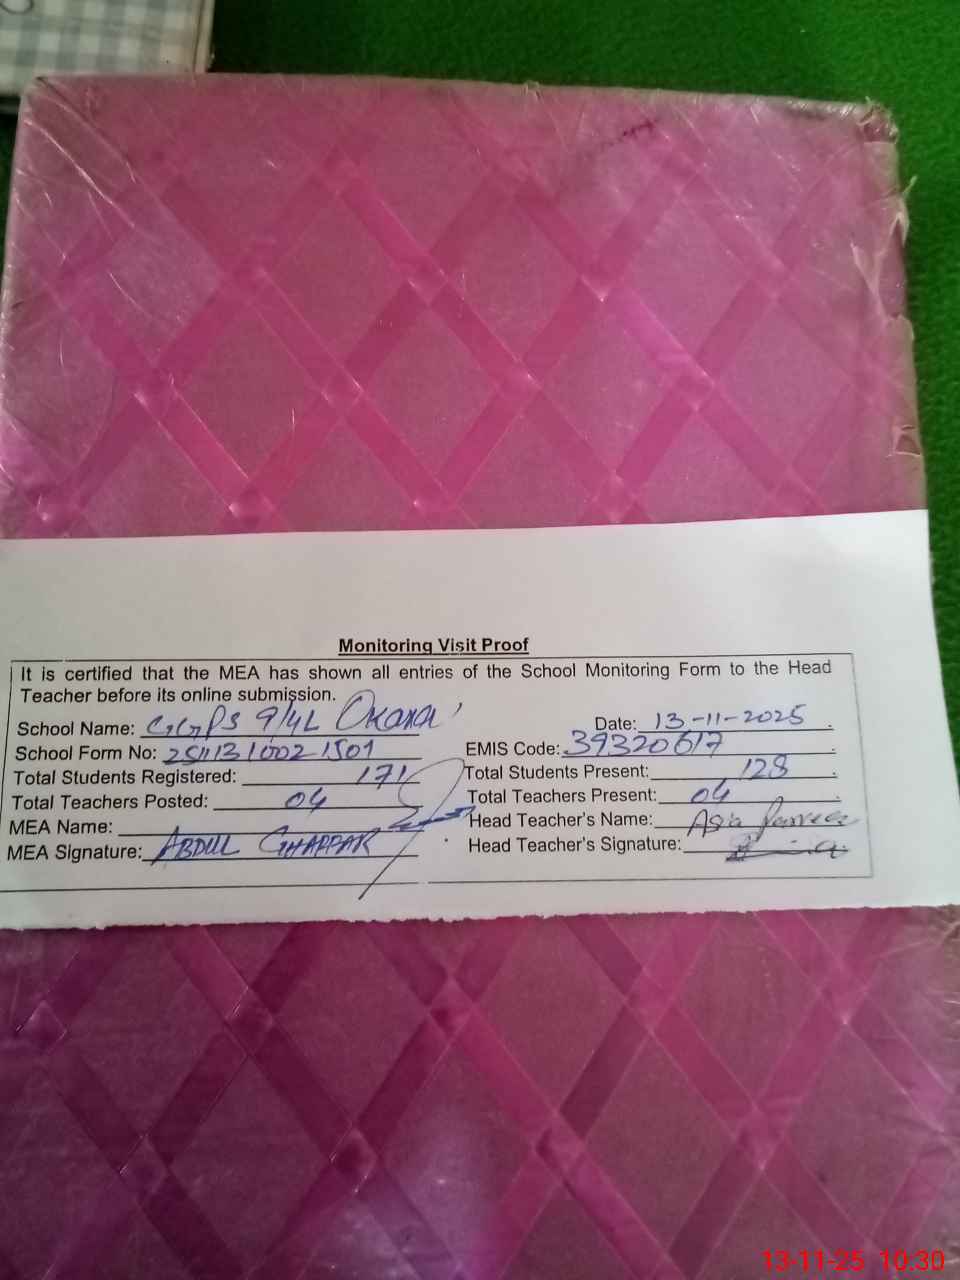 Monitoring Visit Proof
It is certified that the MEA has shown all entries of the School Monitoring Form to the Head
Teacher before its online submission.
School Name: GGPS 9/4L Okara Date: 13-11-2025
School Form No: 25111310021501 EMIS Code: 39320617
Total Students Registered: 171 Total Students Present: 128
Total Teachers Posted: 04 Total Teachers Present: 04
MEA Name: Head Teacher's Name: Asia Parveen
MEA Signature: ABDUL GHAFFAR Head Teacher's Signature:
13-11-25 10:30